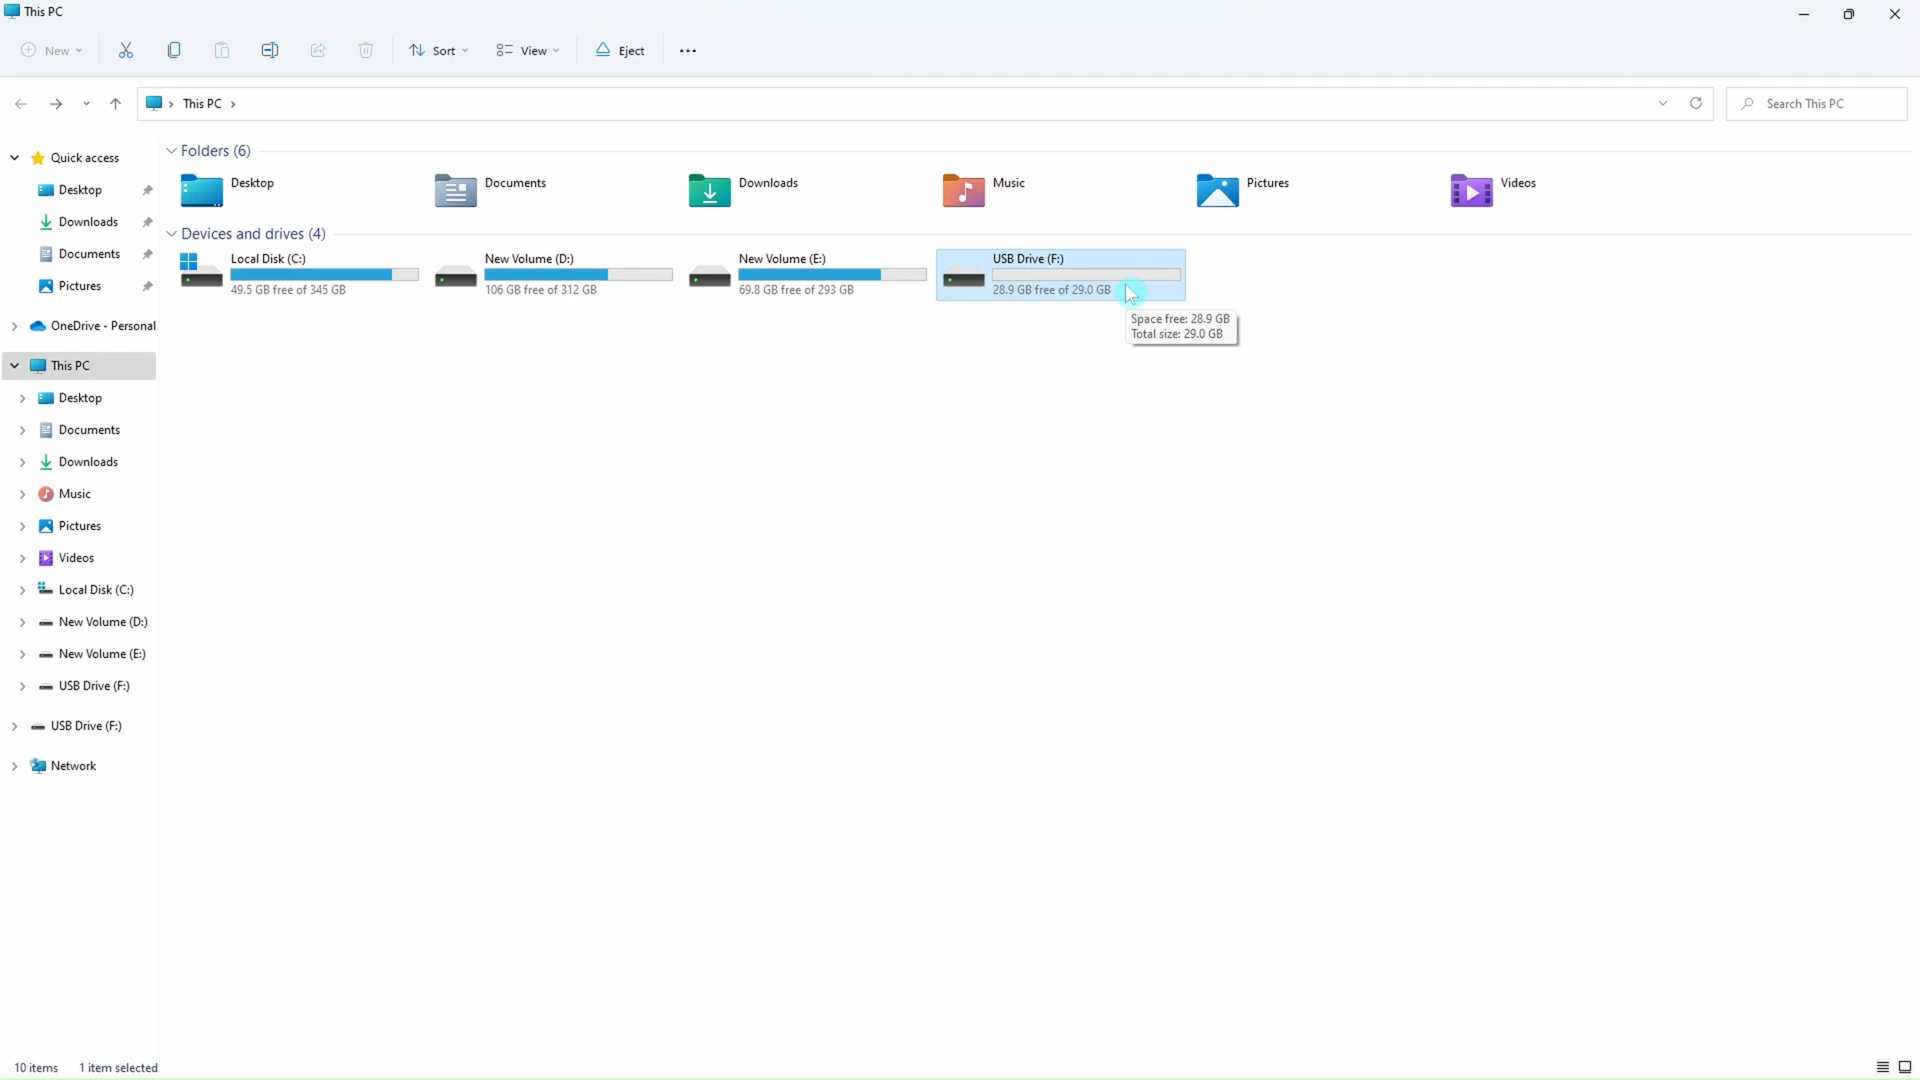 This PC
New
Sort
View
Eject
This PC
Search This PC
Quick access
Desktop
Downloads
Documents
Pictures
OneDrive - Personal
This PC
Desktop
Documents
Downloads
Music
Pictures
Videos
Local Disk (C:)
New Volume (D:)
New Volume (E:)
USB Drive (F:)
USB Drive (F:)
Network
Folders (6)
Desktop
Documents
Downloads
Music
Pictures
Videos
Devices and drives (4)
Local Disk (C:)
49.5 GB free of 345 GB
New Volume (D:)
106 GB free of 312 GB
New Volume (E:)
69.8 GB free of 293 GB
USB Drive (F:)
28.9 GB free of 29.0 GB
Space free: 28.9 GB
Total size: 29.0 GB
10 items 1 item selected